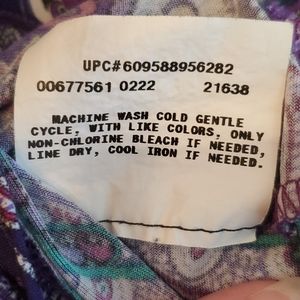 UPC#609588956282
00677561 0222 21638
MACHINE WASH COLD GENTLE
CYCLE, WITH LIKE COLORS, ONLY
NON-CHLORINE BLEACH IF NEEDED,
LINE DRY, COOL IRON IF NEEDED.